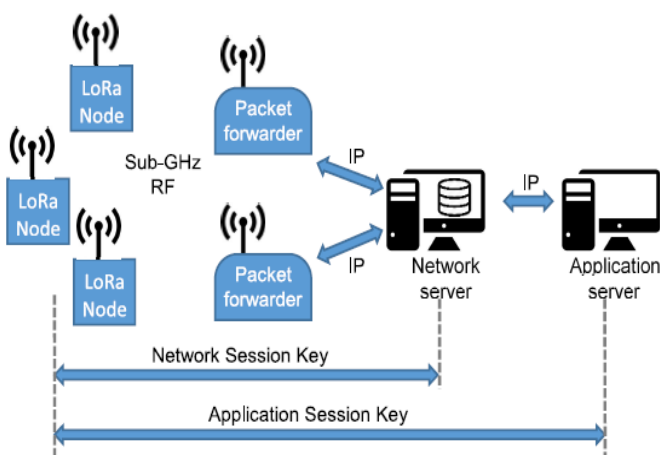 LoRa
Node
Packet
forwarder
LoRa
Node
Sub-GHz
RF
IP
IP
LoRa
Node
Packet
forwarder
IP
Network
server
Application
server
Network Session Key
Application Session Key